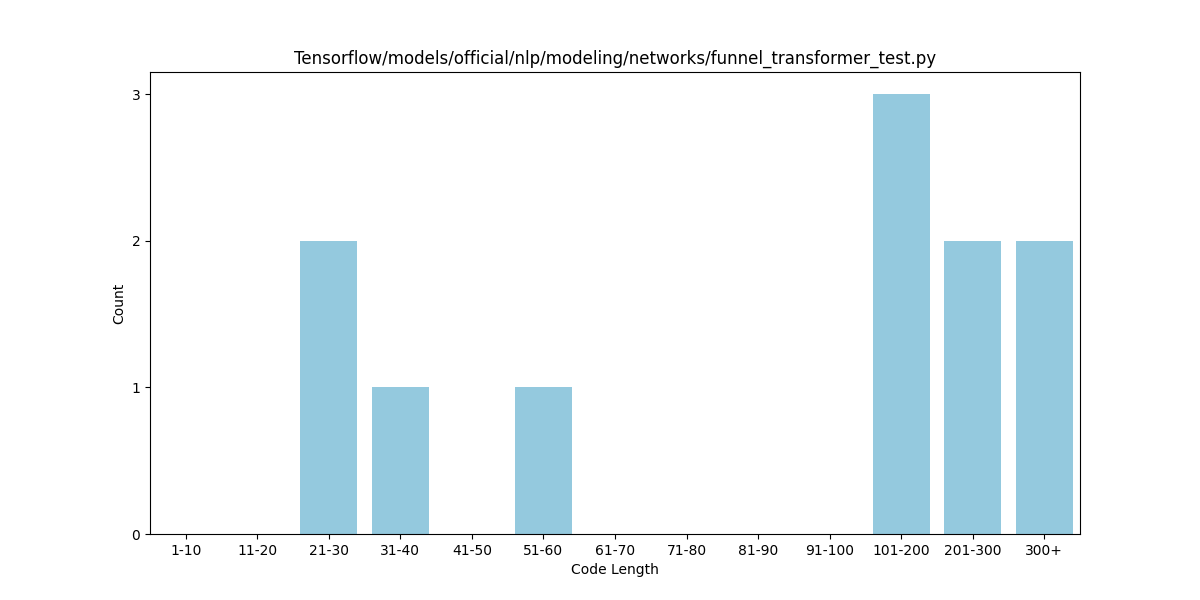 Tensorflow/models/official/nlp/modeling/networks/funnel_transformer_test.py
3
2
1
0
Count
1-10 11-20 21-30 31-40 41-50 51-60 61-70 71-80 81-90 91-100 101-200 201-300 300+
Code Length